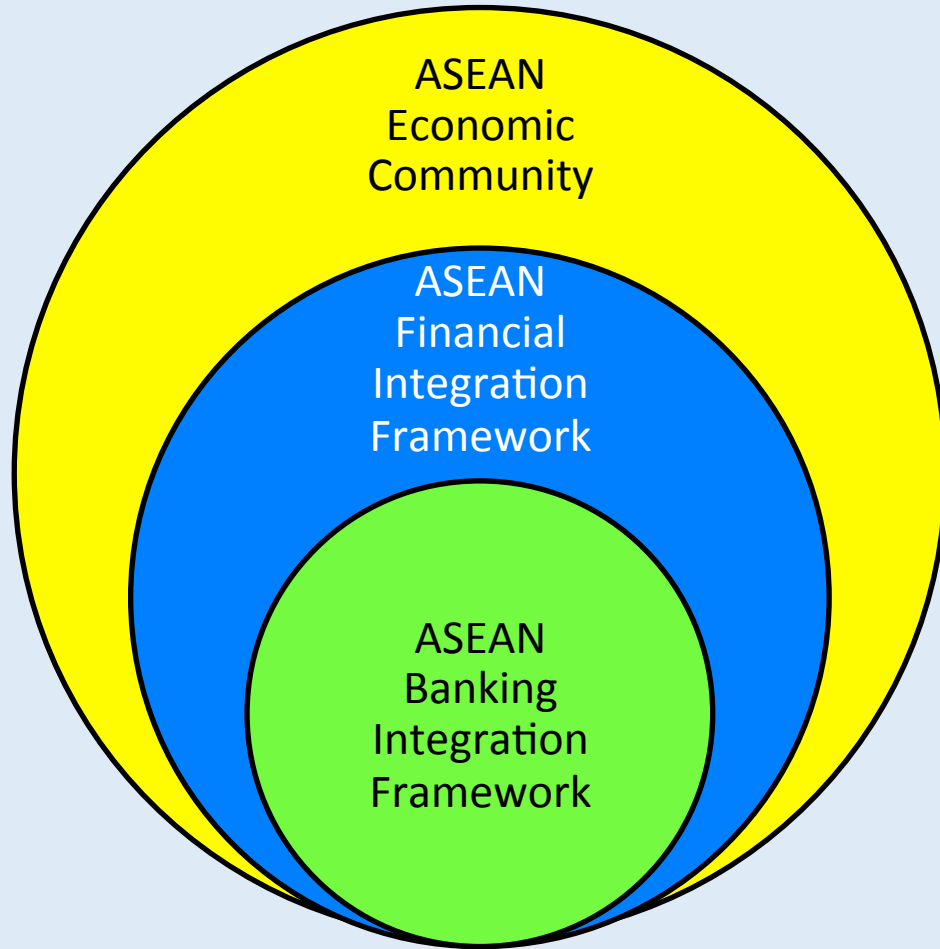 ASEAN
Economic
Community
ASEAN
Financial
Integration
Framework
ASEAN
Banking
Integration
Framework